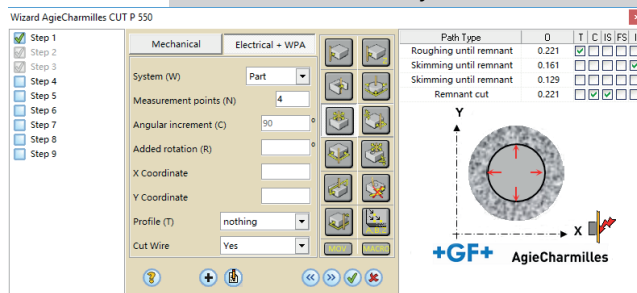 Wizard AgieCharmilles CUT P 550
Step 1
Step 2
Step 3
Step 4
Step 5
Step 6
Step 7
Step 8
Step 9
Mechanical
Electrical + WPA
System (W) Part
Measurement points (N) 4
Angular increment (C) 90 °
Added rotation (R) °
X Coordinate
Y Coordinate
Profile (T) nothing
Cut Wire Yes
MOV MACRO
Path Type O T C IS FS
Roughing until remnant 0.221
Skimming until remnant 0.161
Skimming until remnant 0.129
Remnant cut 0.221
Y
X
+GF+ AgieCharmilles